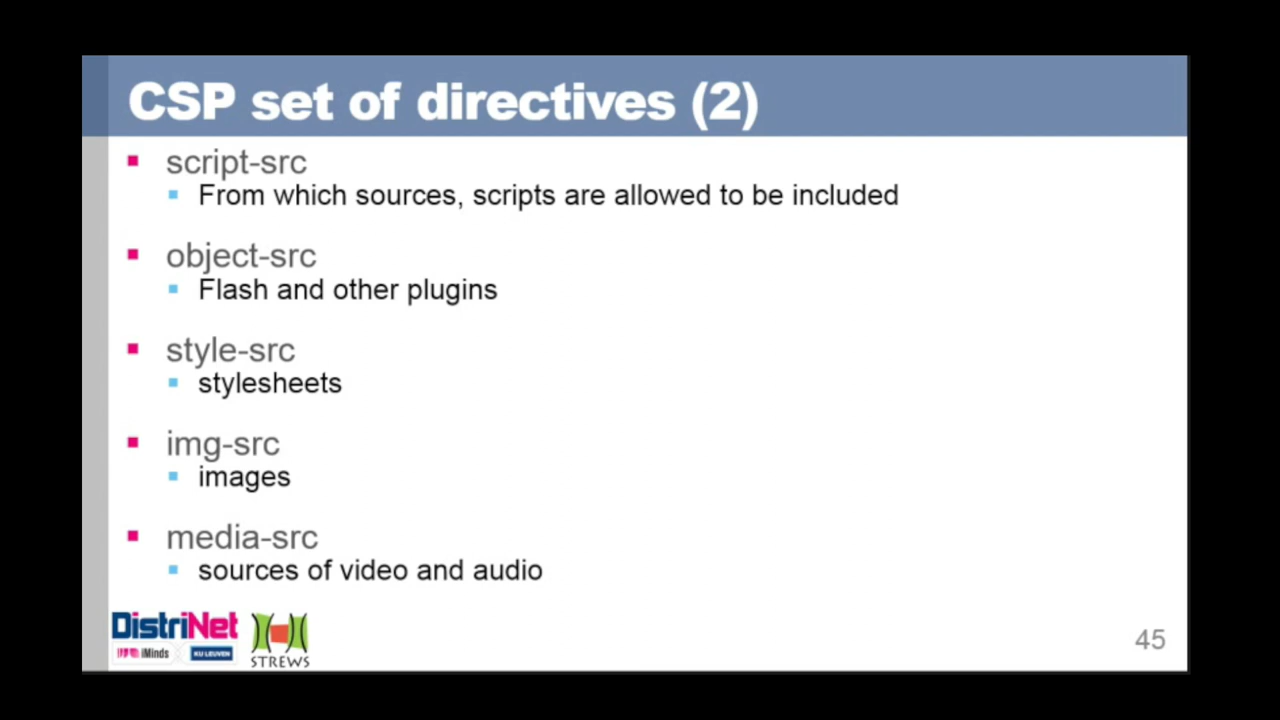 CSP set of directives (2)
script-src
From which sources, scripts are allowed to be included
object-src
Flash and other plugins
style-src
stylesheets
img-src
images
media-src
sources of video and audio
DistriNet
iMinds KU LEUVEN
STREWS
45